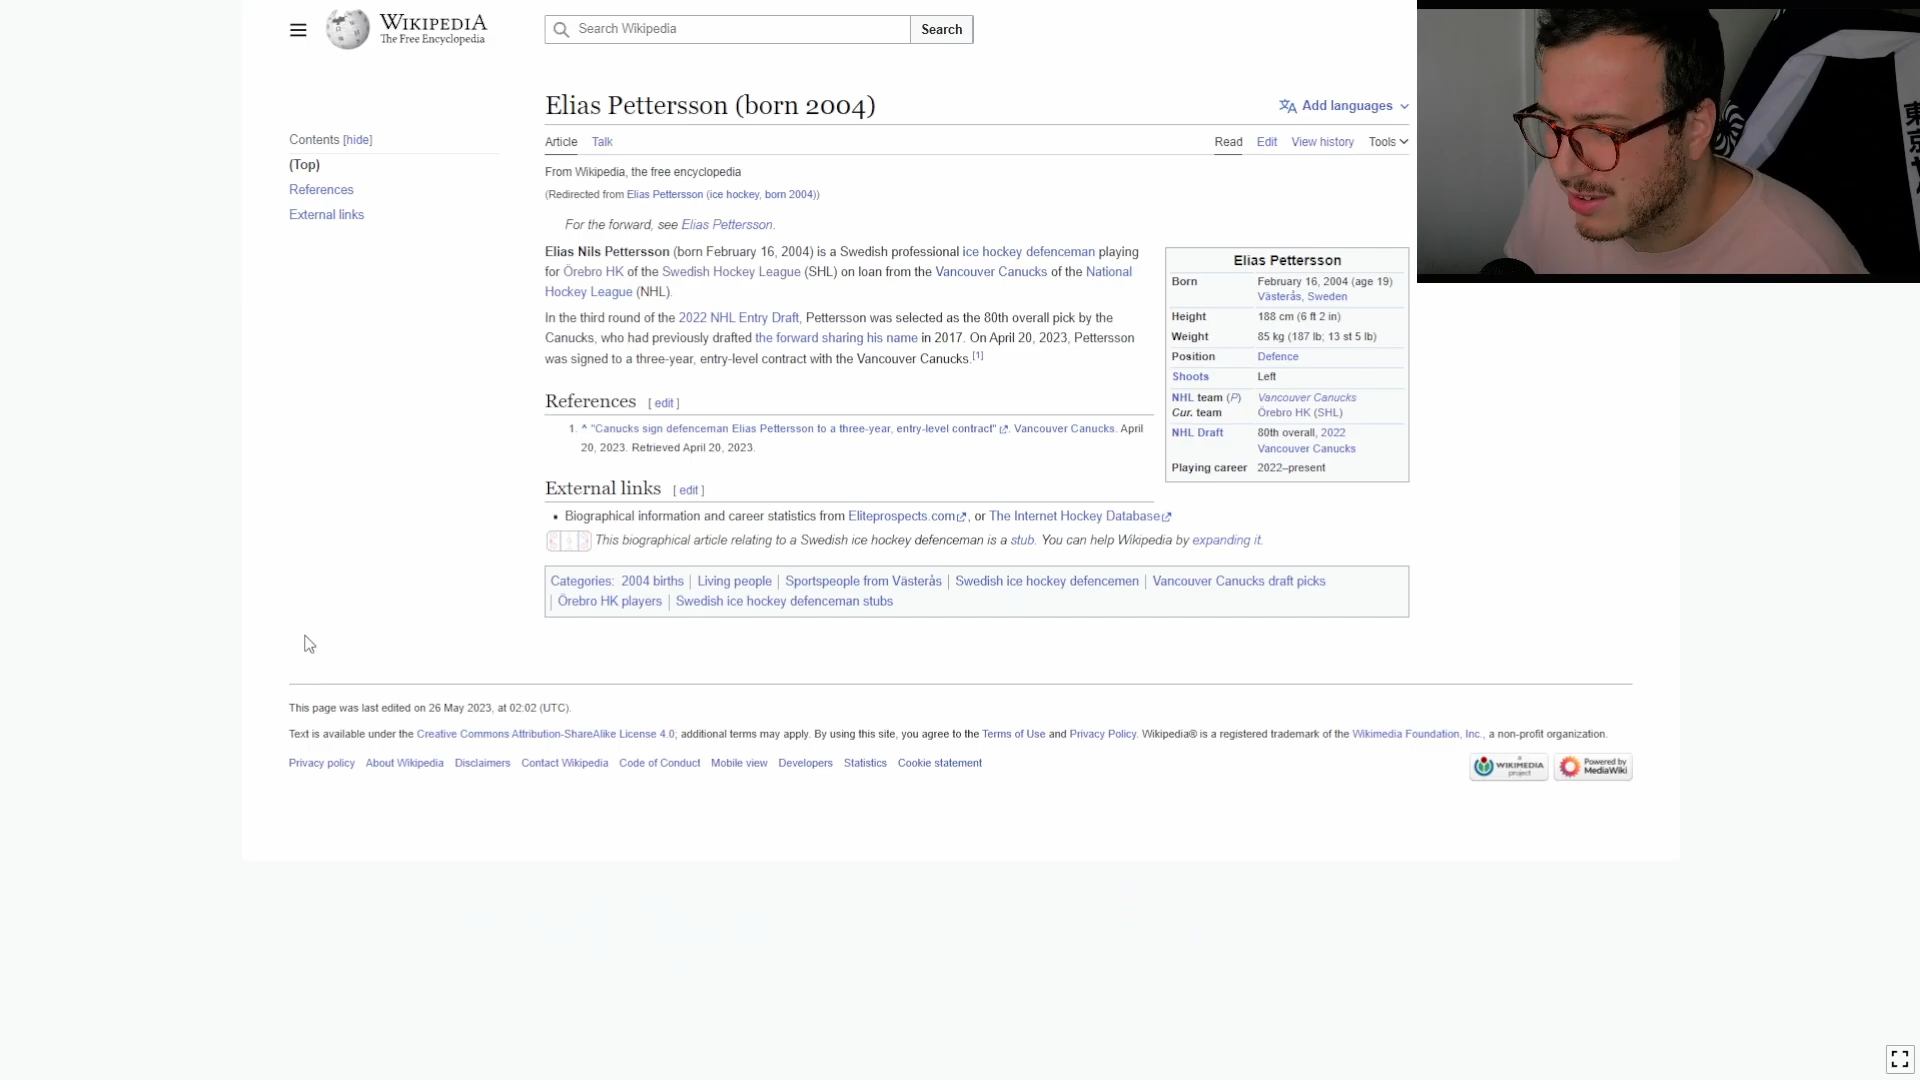 WIKIPEDIA
The Free Encyclopedia
Search Wikipedia
Search
Elias Pettersson (born 2004)
Add languages
Contents [hide]
(Top)
References
External links
Article Talk
Read Edit View history Tools
From Wikipedia, the free encyclopedia
(Redirected from Elias Pettersson (ice hockey, born 2004))
For the forward, see Elias Pettersson.
Elias Nils Pettersson (born February 16, 2004) is a Swedish professional ice hockey defenceman playing
for Örebro HK of the Swedish Hockey League (SHL) on loan from the Vancouver Canucks of the National
Hockey League (NHL).
In the third round of the 2022 NHL Entry Draft, Pettersson was selected as the 80th overall pick by the
Canucks, who had previously drafted the forward sharing his name in 2017. On April 20, 2023, Pettersson
was signed to a three-year, entry-level contract with the Vancouver Canucks.[1]
Elias Pettersson
Born February 16, 2004 (age 19)
Västerås, Sweden
Height 188 cm (6 ft 2 in)
Weight 85 kg (187 lb; 13 st 5 lb)
Position Defence
Shoots Left
NHL team (P) Vancouver Canucks
Cur. team Örebro HK (SHL)
NHL Draft 80th overall, 2022
Vancouver Canucks
Playing career 2022–present
References [ edit ]
1. ^ "Canucks sign defenceman Elias Pettersson to a three-year, entry-level contract". Vancouver Canucks. April
20, 2023. Retrieved April 20, 2023.
External links [ edit ]
• Biographical information and career statistics from Eliteprospects.com, or The Internet Hockey Database
This biographical article relating to a Swedish ice hockey defenceman is a stub. You can help Wikipedia by expanding it.
Categories: 2004 births | Living people | Sportspeople from Västerås | Swedish ice hockey defencemen | Vancouver Canucks draft picks
| Örebro HK players | Swedish ice hockey defenceman stubs
This page was last edited on 26 May 2023, at 02:02 (UTC).
Text is available under the Creative Commons Attribution-ShareAlike License 4.0; additional terms may apply. By using this site, you agree to the Terms of Use and Privacy Policy. Wikipedia® is a registered trademark of the Wikimedia Foundation, Inc., a non-profit organization.
Privacy policy About Wikipedia Disclaimers Contact Wikipedia Code of Conduct Mobile view Developers Statistics Cookie statement
A
WIKIMEDIA
project
Powered by
MediaWiki
東
京